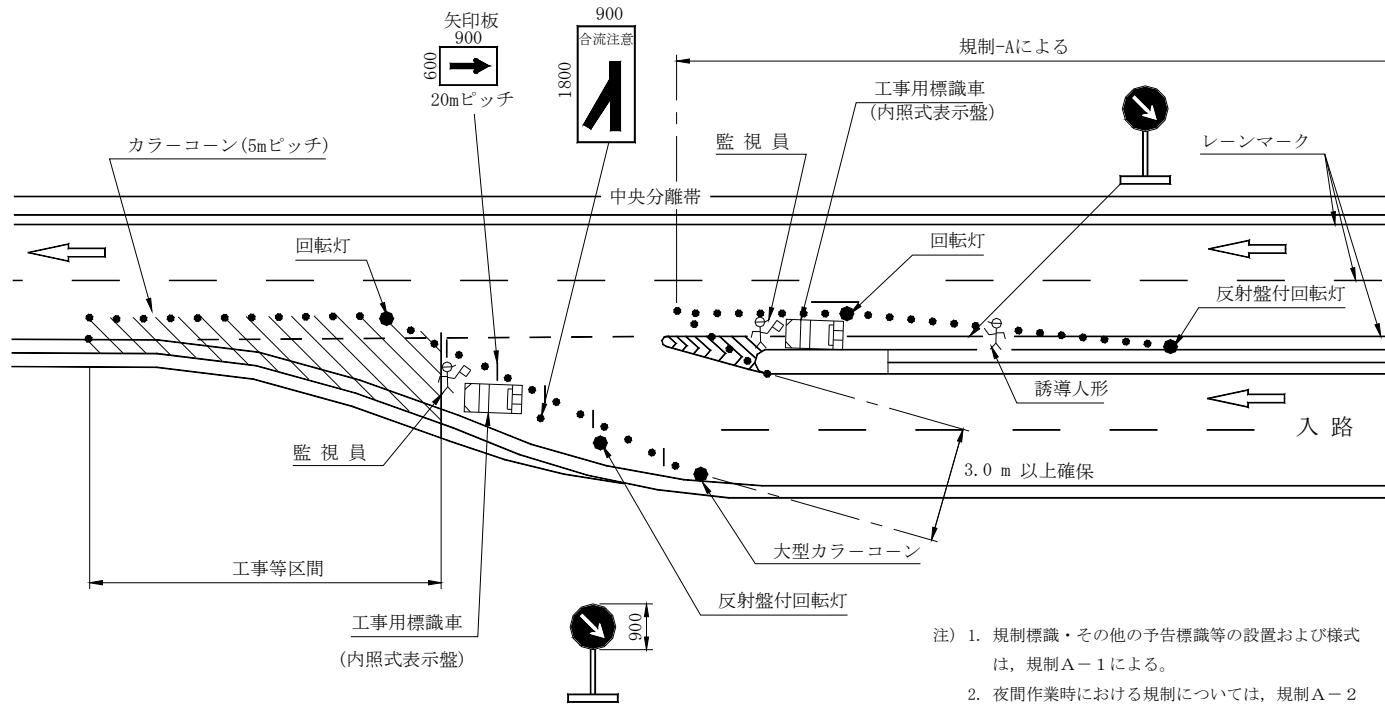 矢印板
900
600
20mピッチ
900
合流注意
1800
規制-Aによる
工事用標識車
(内照式表示盤)
監 視 員
カラーコーン(5mピッチ)
レーンマーク
中央分離帯
回転灯
回転灯
反射盤付回転灯
誘導人形
入 路
監 視 員
3.0 m 以上確保
大型カラーコーン
工事等区間
反射盤付回転灯
工事用標識車
(内照式表示盤)
900
注) 1. 規制標識・その他の予告標識等の設置および様式
は，規制A－1による。
2. 夜間作業時における規制については，規制A－2